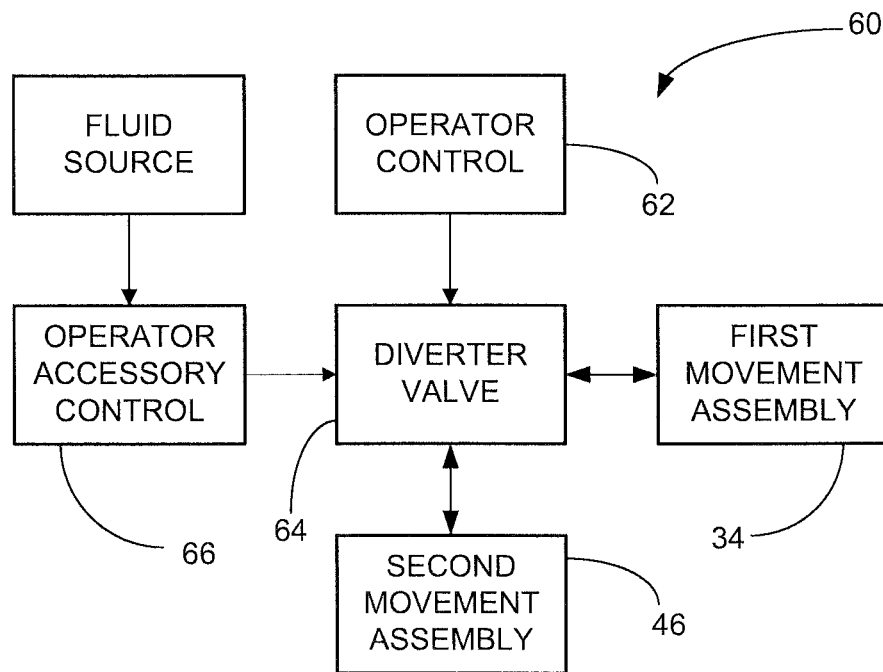 60
FLUID
SOURCE
OPERATOR
CONTROL
62
OPERATOR
ACCESSORY
CONTROL
DIVERTER
VALVE
FIRST
MOVEMENT
ASSEMBLY
66
64
34
SECOND
MOVEMENT
ASSEMBLY
46